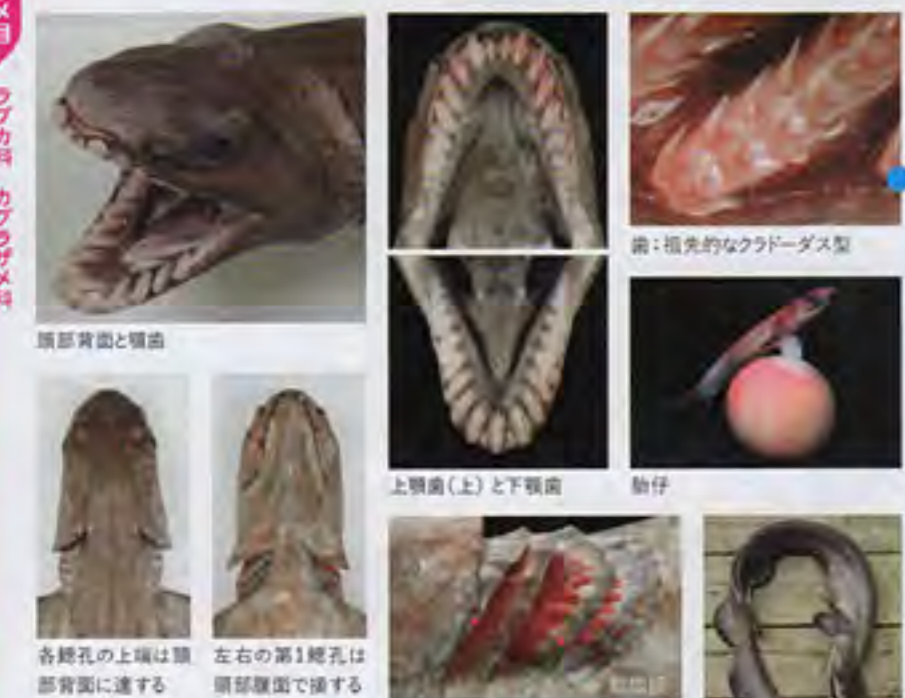 メ目
ラブカ科 カグラザメ科
頭部背面と顎歯
歯：祖先的なクラドーダス型
上顎歯（上）と下顎歯
胎仔
各鰓孔の上端は頭
部背面に達する
左右の第1鰓孔は
頭部腹面で接する